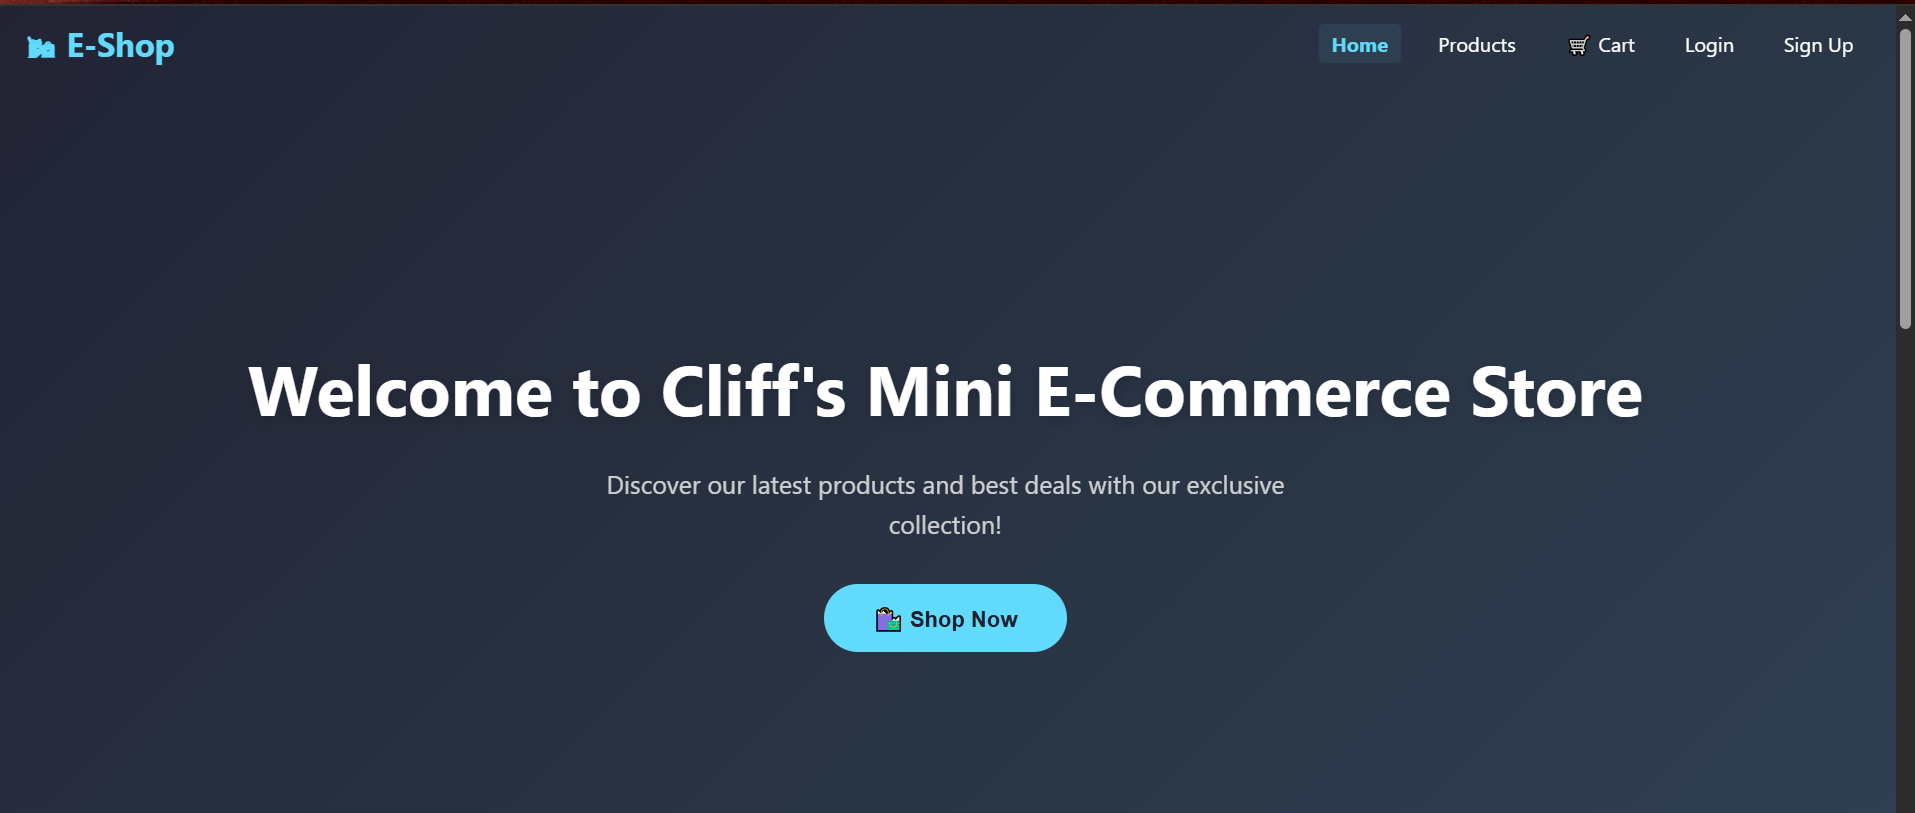 E-Shop
Home
Products
Cart
Login
Sign Up
Welcome to Cliff's Mini E-Commerce Store
Discover our latest products and best deals with our exclusive
collection!
Shop Now